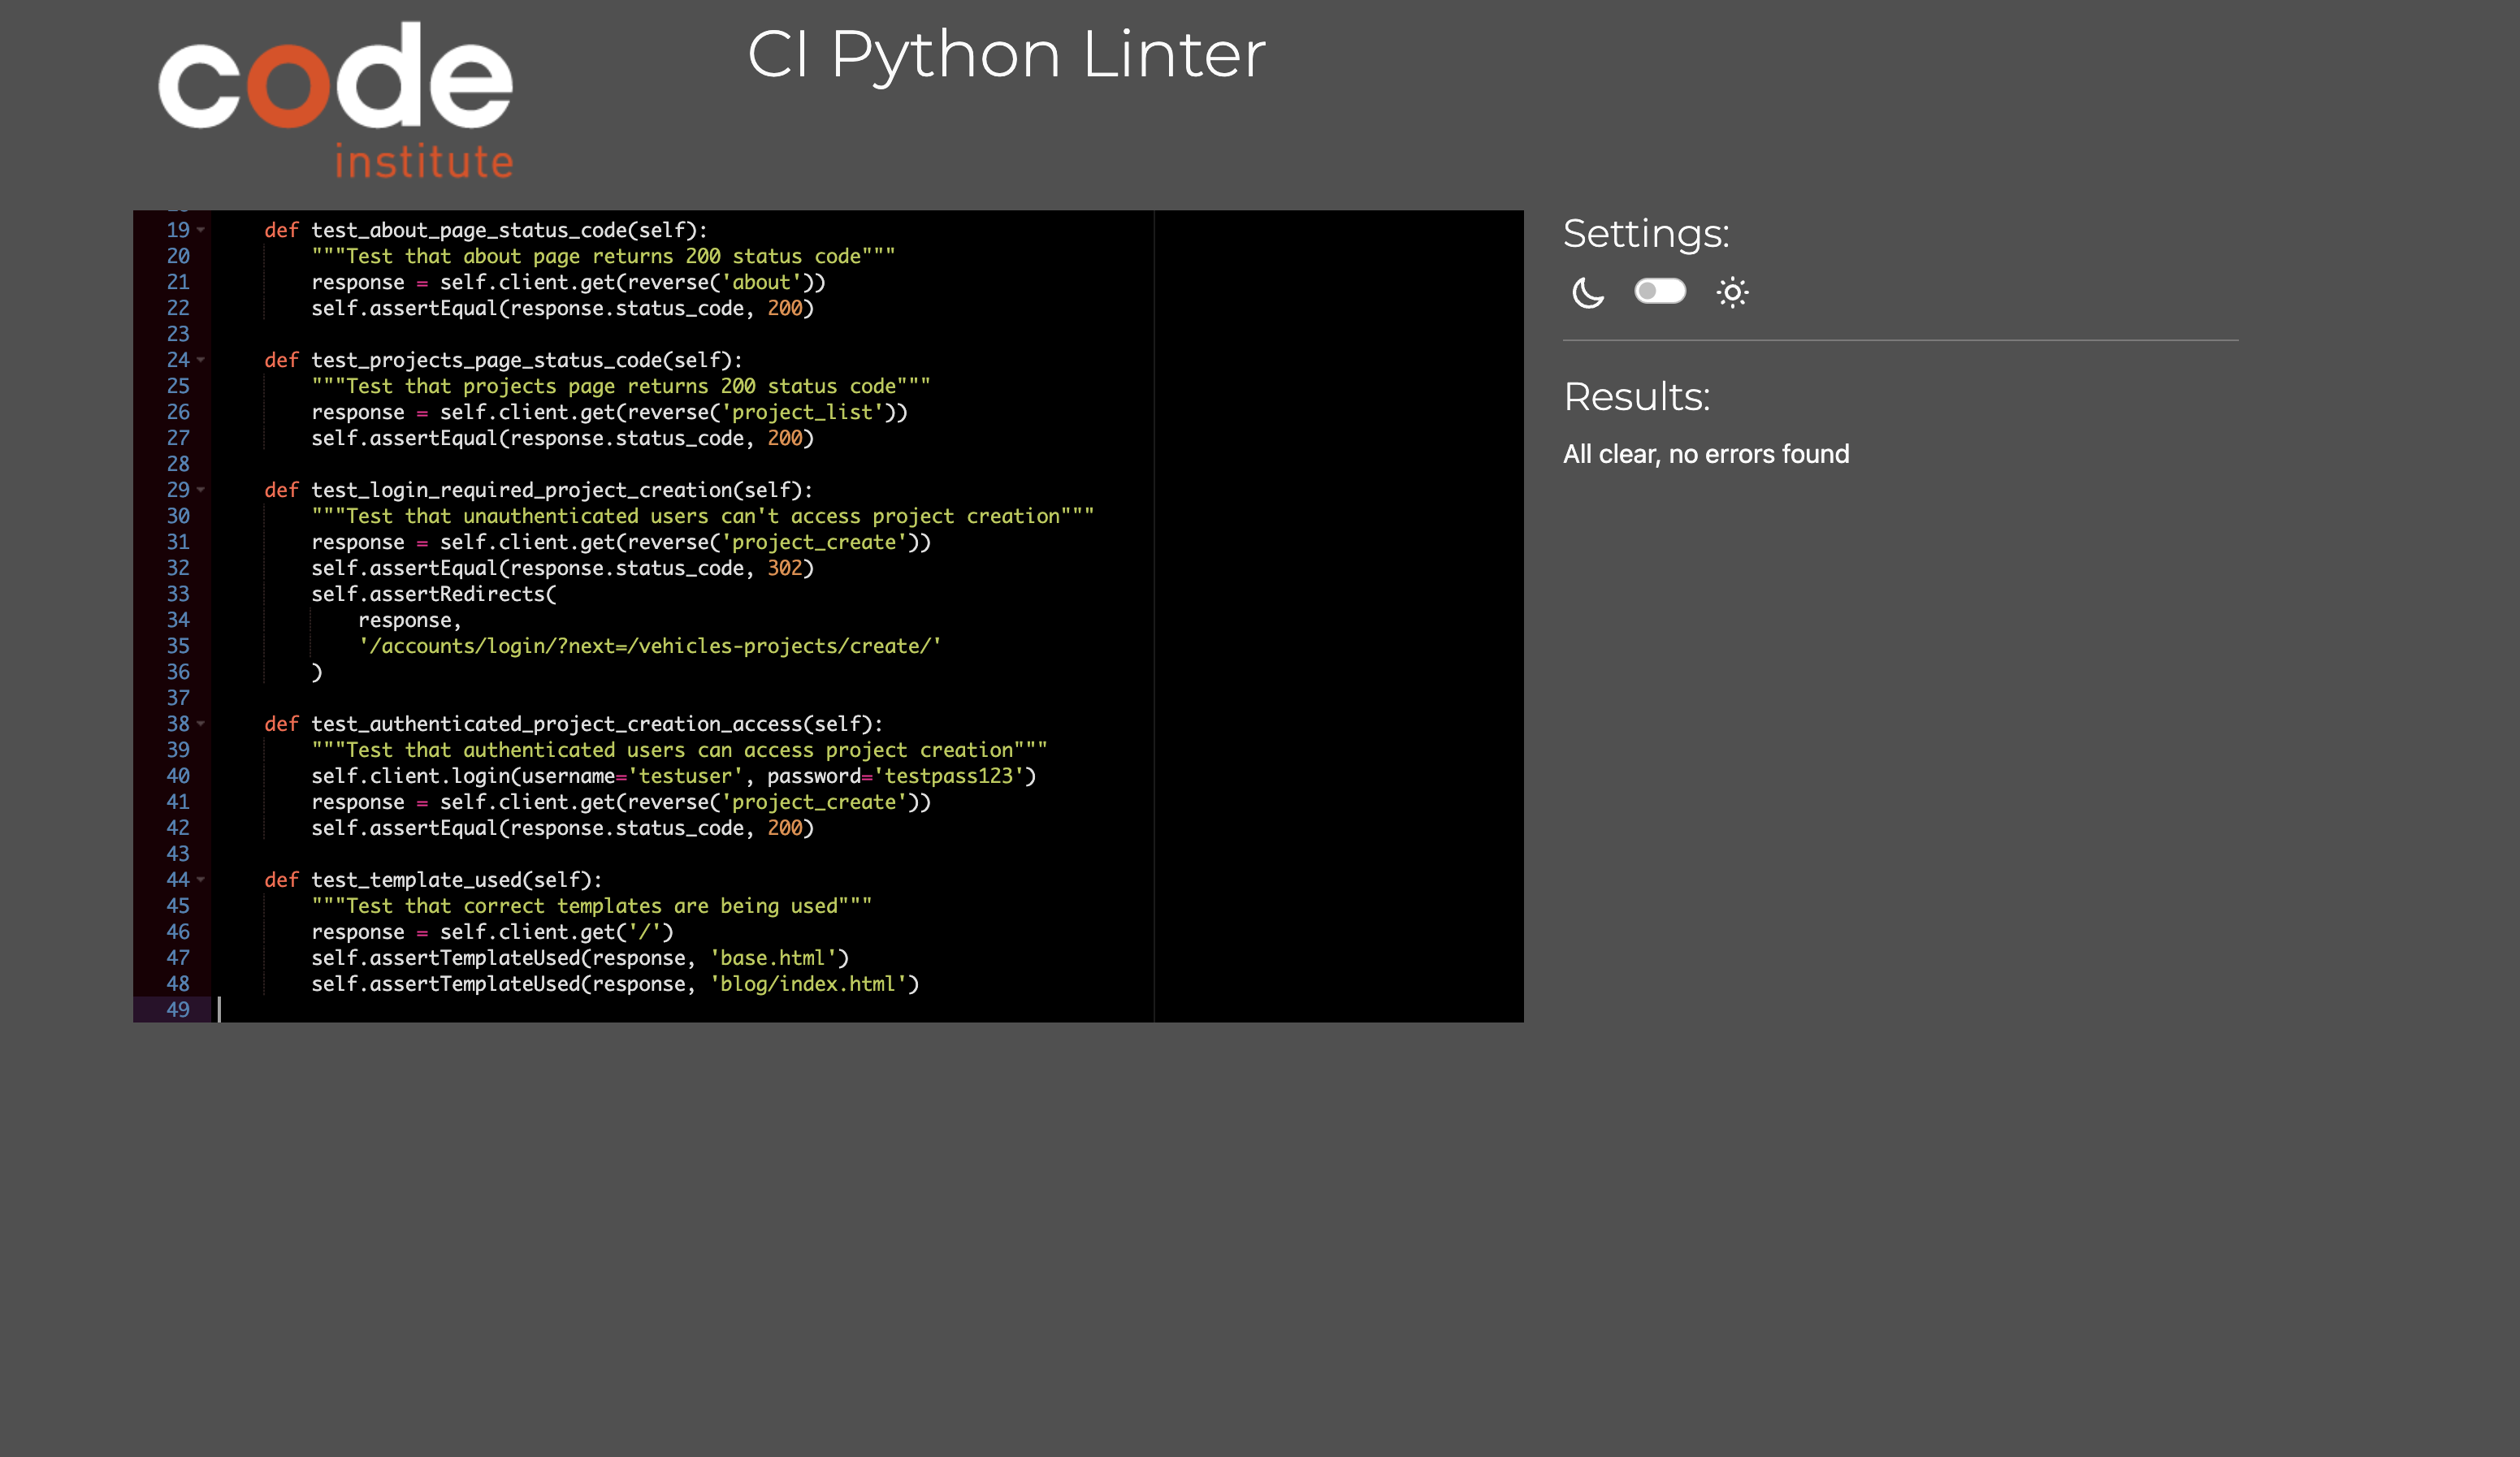 code
institute
CI Python Linter
19 def test_about_page_status_code(self):
20 """Test that about page returns 200 status code"""
21 response = self.client.get(reverse('about'))
22 self.assertEqual(response.status_code, 200)
23
24 def test_projects_page_status_code(self):
25 """Test that projects page returns 200 status code"""
26 response = self.client.get(reverse('project_list'))
27 self.assertEqual(response.status_code, 200)
28
29 def test_login_required_project_creation(self):
30 """Test that unauthenticated users can't access project creation"""
31 response = self.client.get(reverse('project_create'))
32 self.assertEqual(response.status_code, 302)
33 self.assertRedirects(
34 response,
35 '/accounts/login/?next=/vehicles-projects/create/'
36 )
37
38 def test_authenticated_project_creation_access(self):
39 """Test that authenticated users can access project creation"""
40 self.client.login(username='testuser', password='testpass123')
41 response = self.client.get(reverse('project_create'))
42 self.assertEqual(response.status_code, 200)
43
44 def test_template_used(self):
45 """Test that correct templates are being used"""
46 response = self.client.get('/')
47 self.assertTemplateUsed(response, 'base.html')
48 self.assertTemplateUsed(response, 'blog/index.html')
49
Settings:
Results:
All clear, no errors found